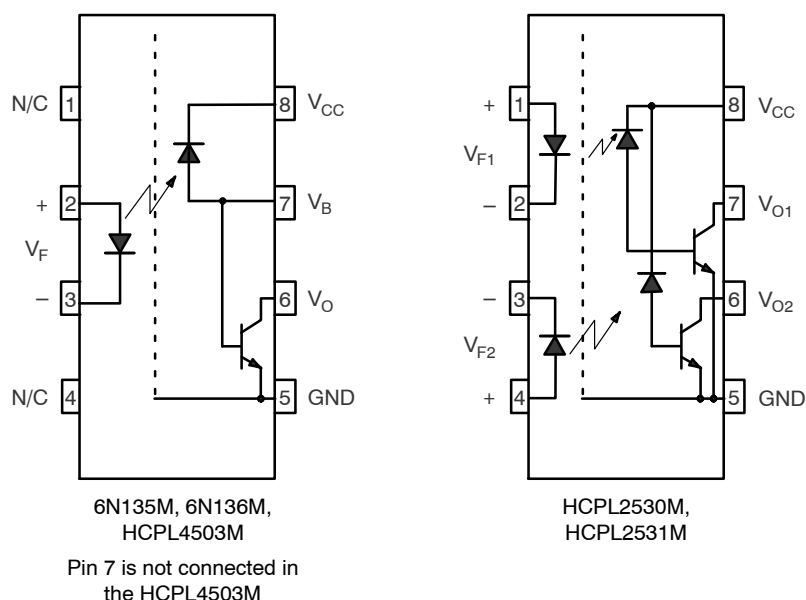 N/C 1
8 V_CC
+ 2
7 V_B
V_F
– 3
6 V_O
N/C 4
5 GND
6N135M, 6N136M,
HCPL4503M
Pin 7 is not connected in
the HCPL4503M
+ 1
8 V_CC
V_F1
– 2
7 V_O1
– 3
6 V_O2
V_F2
+ 4
5 GND
HCPL2530M,
HCPL2531M